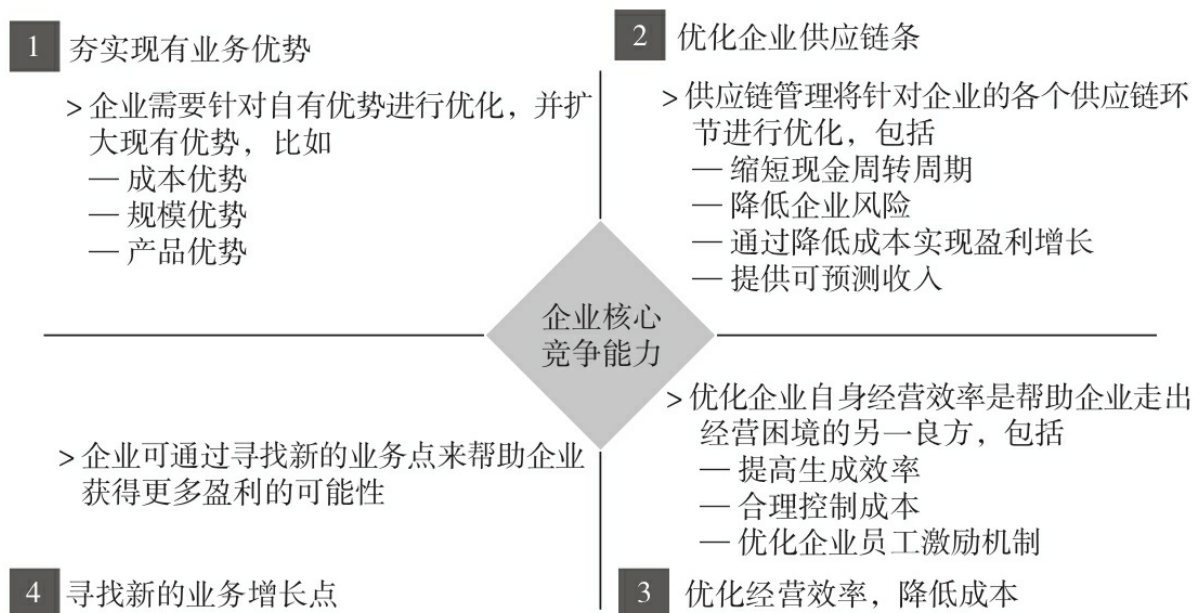 1 夯实现有业务优势
> 企业需要针对自有优势进行优化，并扩
大现有优势，比如
— 成本优势
— 规模优势
— 产品优势
2 优化企业供应链条
> 供应链管理将针对企业的各个供应链环
节进行优化，包括
— 缩短现金周转周期
— 降低企业风险
— 通过降低成本实现盈利增长
— 提供可预测收入
企业核心
竞争能力
> 优化企业自身经营效率是帮助企业走出
经营困境的另一良方，包括
— 提高生成效率
— 合理控制成本
— 优化企业员工激励机制
3 优化经营效率，降低成本
> 企业可通过寻找新的业务点来帮助企业
获得更多盈利的可能性
4 寻找新的业务增长点